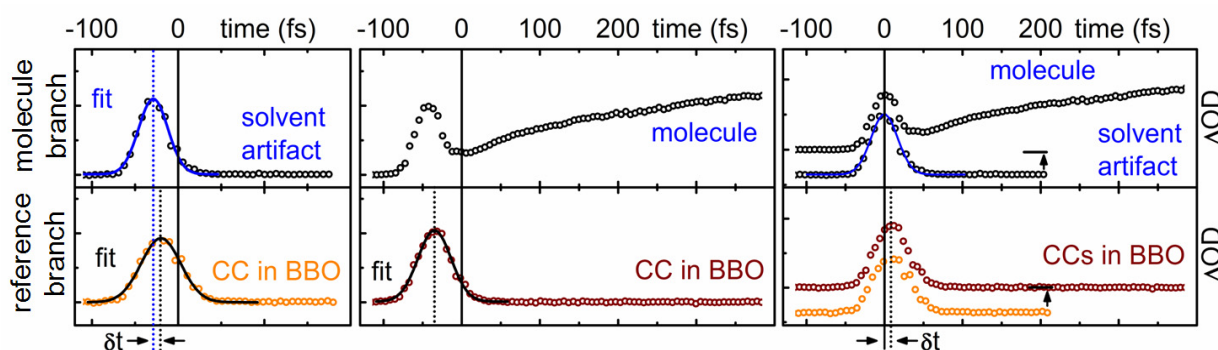 -100 0 time (fs)
-100 0 100 200 time (fs)
-100 0 100 200 time (fs)
molecule
branch
fit
solvent
artifact
molecule
molecule
solvent
artifact
ΔOD
reference
branch
fit
CC in BBO
fit
CC in BBO
CCs in BBO
ΔOD
δt
δt